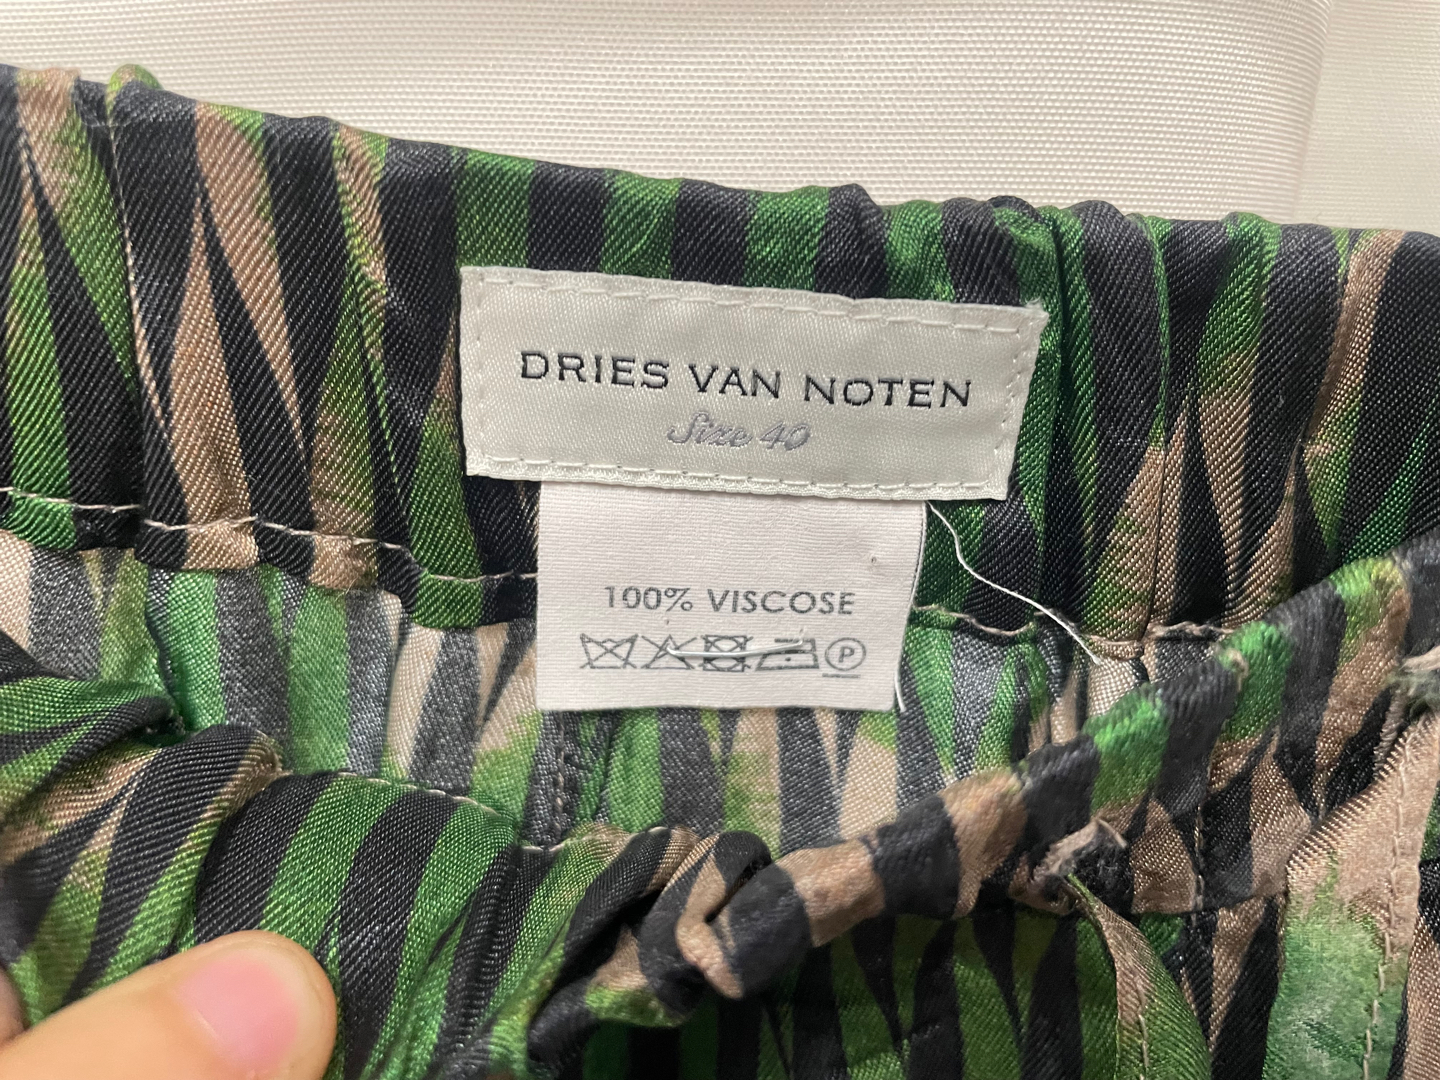 DRIES VAN NOTEN
Size 40
100% VISCOSE
P